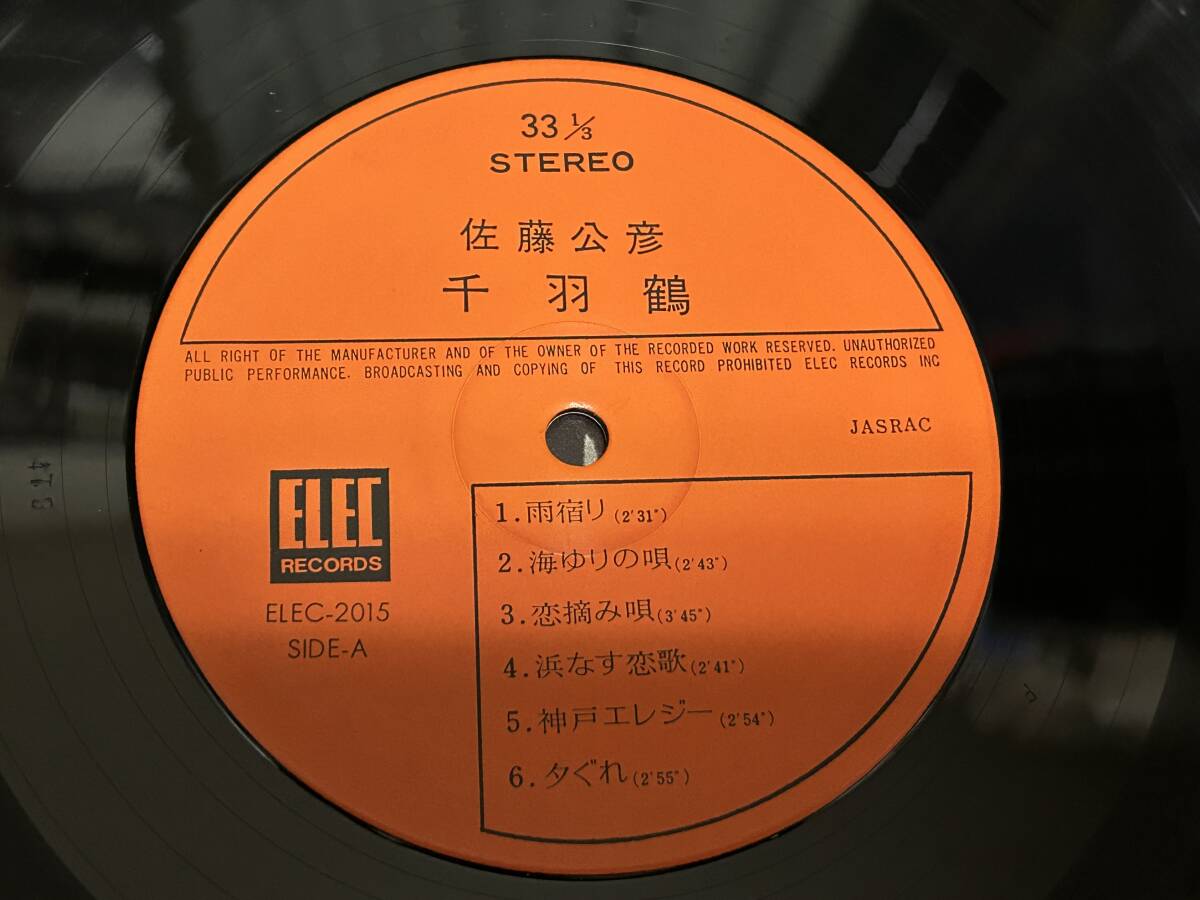 33 1/3
STEREO
佐藤公彦
千羽鶴
ALL RIGHT OF THE MANUFACTURER AND OF THE OWNER OF THE RECORDED WORK RESERVED. UNAUTHORIZED
PUBLIC PERFORMANCE. BROADCASTING AND COPYING OF THIS RECORD PROHIBITED ELEC RECORDS INC
JASRAC
ELEC
RECORDS
ELEC-2015
SIDE-A
1.雨宿り(2'31")
2.海ゆりの唄(2'43")
3.恋摘み唄(3'45")
4.浜なす恋歌(2'41")
5.神戸エレジー(2'54")
6.夕ぐれ(2'55")